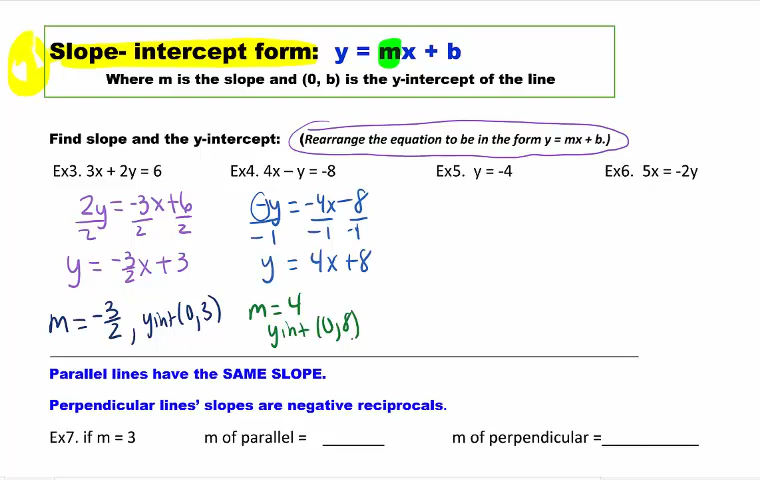 Slope- intercept form: y = mx + b
Where m is the slope and (0, b) is the y-intercept of the line
Find slope and the y-intercept: (Rearrange the equation to be in the form y = mx + b.)
Ex3. 3x + 2y = 6
Ex4. 4x – y = -8
Ex5. y = -4
Ex6. 5x = -2y
2y = -3x + 6
2 2 2
y = -3/2 x + 3
m = -3/2, yint (0,3)
-y = -4x - 8
-1 -1 -1
y = 4x + 8
m = 4
yint (0,8)
Parallel lines have the SAME SLOPE.
Perpendicular lines' slopes are negative reciprocals.
Ex7. if m = 3 m of parallel = ______ m of perpendicular =__________